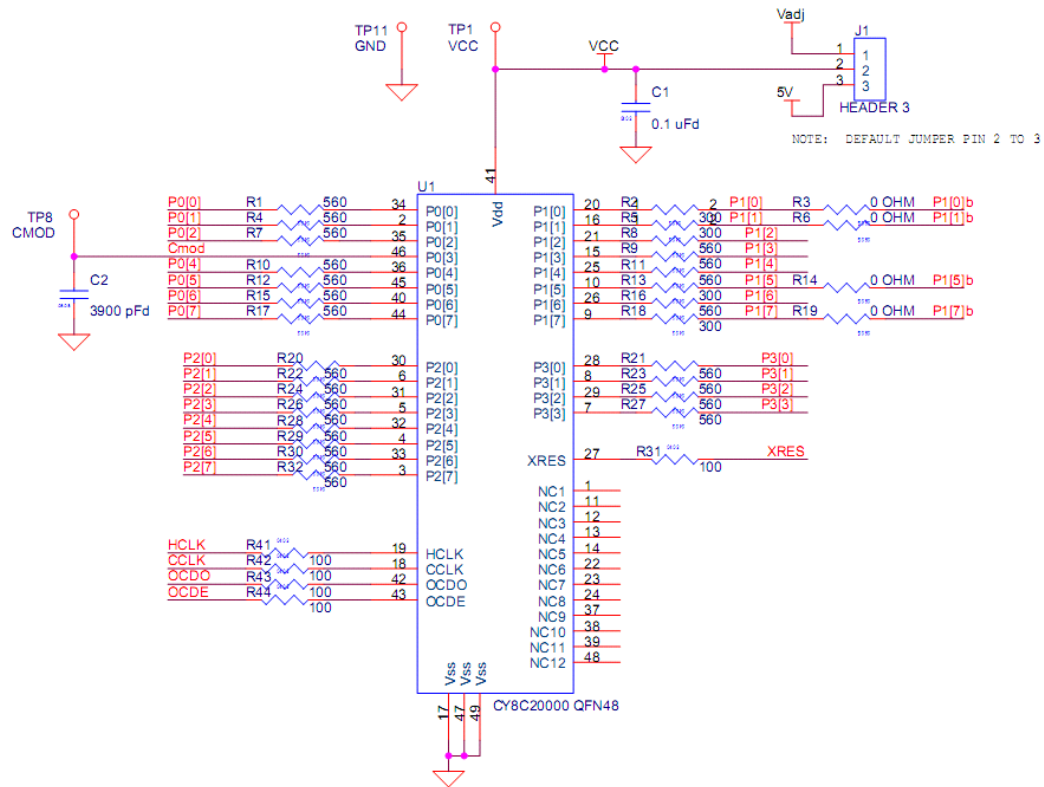 Vadj
TP11
GND
TP1
VCC
VCC
J1
1
2
3
1
2
3
5V
HEADER 3
C1
0.1 uFd
NOTE: DEFAULT JUMPER PIN 2 TO 3
TP8
CMOD
C2
3900 pFd
U1
41
Vdd
P0[0] R1 560 34 P0[0]
P0[1] R4 560 2 P0[1]
P0[2] R7 560 35 P0[2]
Cmod 46 P0[3]
P0[4] R10 560 36 P0[4]
P0[5] R12 560 45 P0[5]
P0[6] R15 560 40 P0[6]
P0[7] R17 560 44 P0[7]
P1[0] 20 R2 1 2 P1[0] R3 0 OHM P1[0]b
P1[1] 16 R5 300 P1[1] R6 0 OHM P1[1]b
P1[2] 21 R8 300 P1[2]
P1[3] 15 R9 560 P1[3]
P1[4] 25 R11 560 P1[4]
P1[5] 10 R13 560 P1[5] R14 0 OHM P1[5]b
P1[6] 26 R16 300 P1[6]
P1[7] 9 R18 560 P1[7] R19 0 OHM P1[7]b
300
P2[0] R20 30 P2[0]
P2[1] R22 560 6 P2[1]
P2[2] R24 560 31 P2[2]
P2[3] R26 560 5 P2[3]
P2[4] R28 560 32 P2[4]
P2[5] R29 560 4 P2[5]
P2[6] R30 560 33 P2[6]
P2[7] R32 560 3 P2[7]
560
P3[0] 28 R21 P3[0]
P3[1] 8 R23 560 P3[1]
P3[2] 29 R25 560 P3[2]
P3[3] 7 R27 560 P3[3]
560
XRES 27 R31 XRES
100
NC1 1
NC2 11
NC3 12
NC4 13
NC5 14
NC6 22
NC7 23
NC8 24
NC9 37
NC10 38
NC11 39
NC12 48
HCLK R41 19 HCLK
CCLK R42 100 18 CCLK
OCDO R43 100 42 OCDO
OCDE R44 100 43 OCDE
100
Vss
Vss
Vss
17
47
49
CY8C20000 QFN48